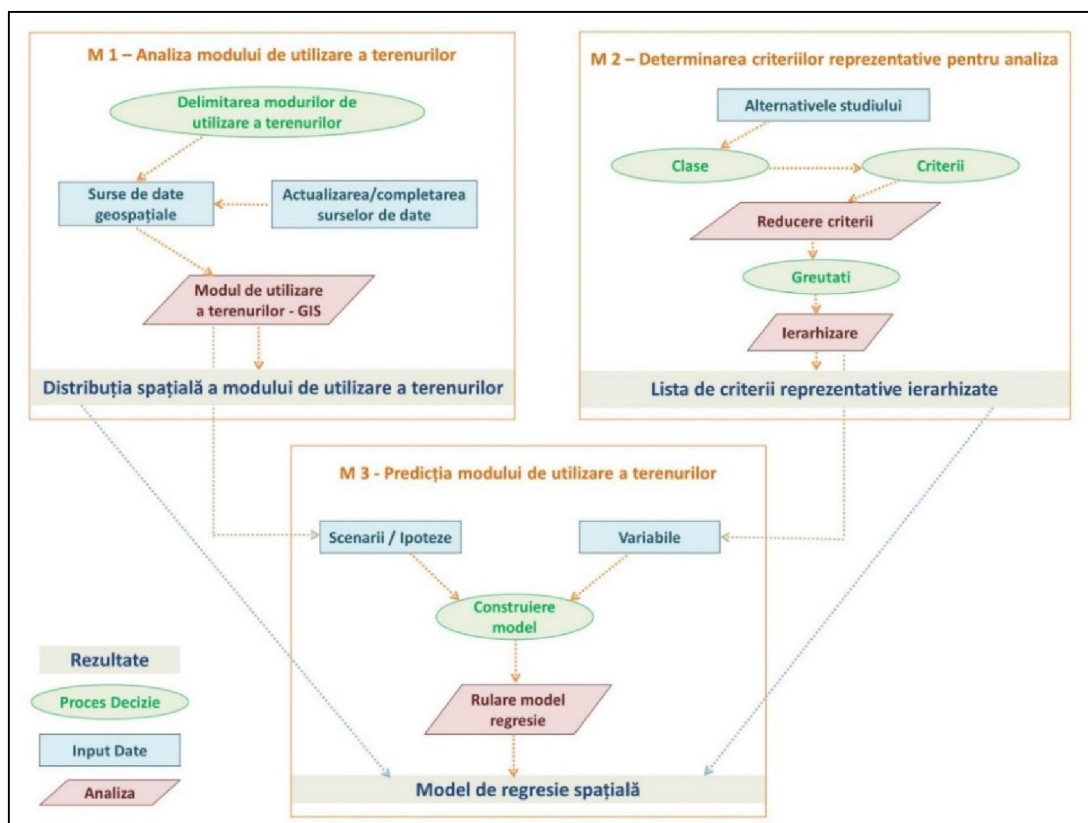 M 1 – Analiza modului de utilizare a terenurilor
Delimitarea modurilor de
utilizare a terenurilor
Surse de date
geospațiale
Actualizarea/completarea
surselor de date
Modul de utilizare
a terenurilor - GIS
Distribuția spațială a modului de utilizare a terenurilor
M 2 – Determinarea criteriilor reprezentative pentru analiza
Alternativele studiului
Clase
Criterii
Reducere criterii
Greutati
Ierarhizare
Lista de criterii reprezentative ierarhizate
M 3 - Predicția modului de utilizare a terenurilor
Scenarii / Ipoteze
Variabile
Construiere
model
Rulare model
regresie
Model de regresie spațială
Rezultate
Proces Decizie
Input Date
Analiza